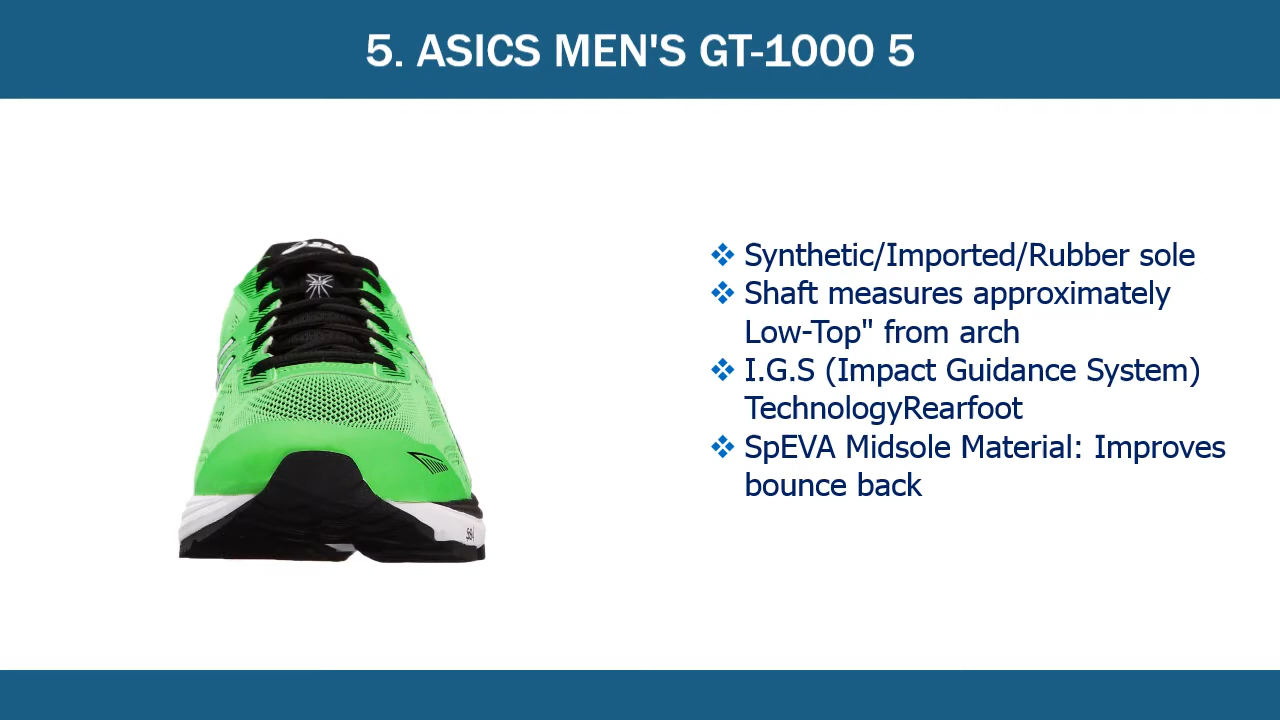 5. ASICS MEN'S GT-1000 5
Synthetic/Imported/Rubber sole
Shaft measures approximately
Low-Top" from arch
I.G.S (Impact Guidance System)
TechnologyRearfoot
SpEVA Midsole Material: Improves
bounce back